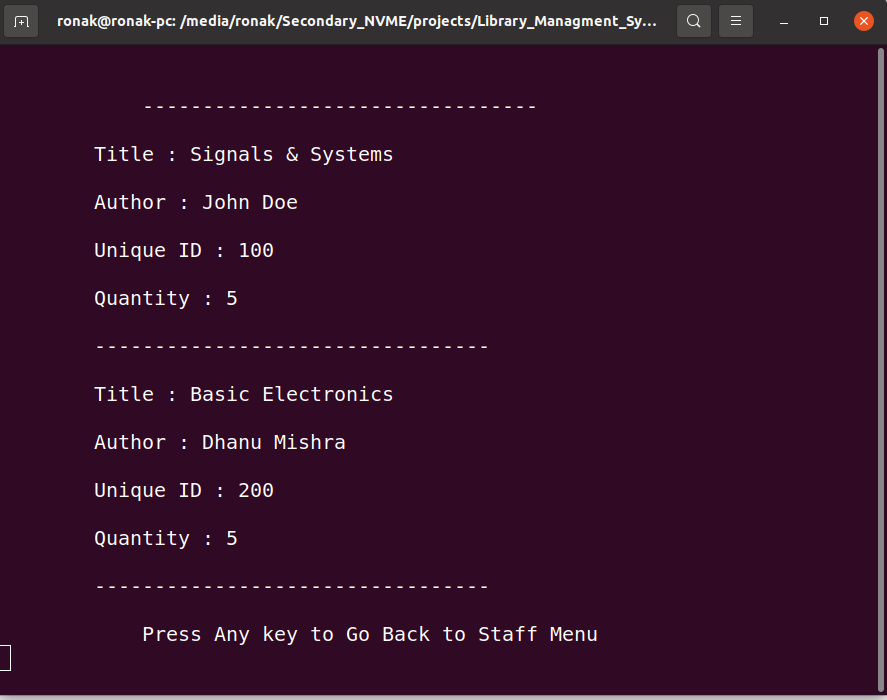 ronak@ronak-pc: /media/ronak/Secondary_NVME/projects/Library_Managment_Sy...
---------------------------------
Title : Signals & Systems
Author : John Doe
Unique ID : 100
Quantity : 5
---------------------------------
Title : Basic Electronics
Author : Dhanu Mishra
Unique ID : 200
Quantity : 5
---------------------------------
Press Any key to Go Back to Staff Menu